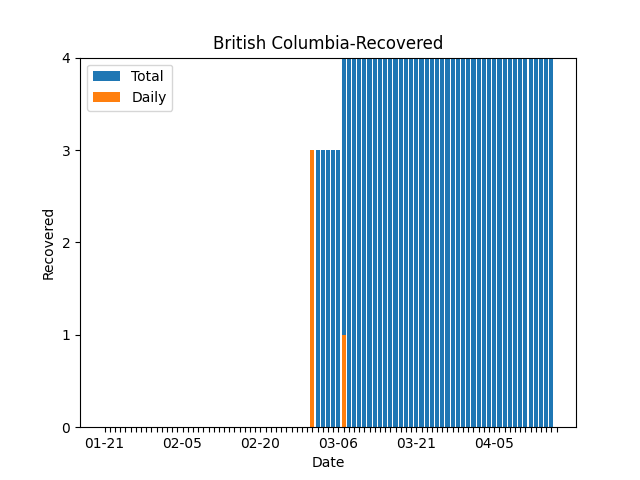 British Columbia-Recovered
Total
Daily
4
3
2
1
0
Recovered
01-21 02-05 02-20 03-06 03-21 04-05
Date